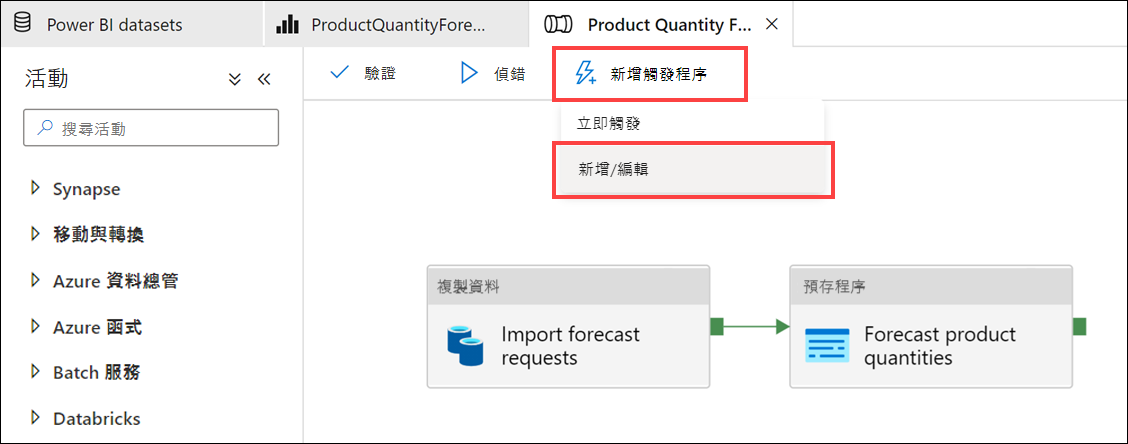 Power BI datasets
ProductQuantityFore...
Product Quantity F...
活動
驗證
偵錯
新增觸發程序
立即觸發
新增/編輯
搜尋活動
Synapse
移動與轉換
Azure 資料總管
Azure 函式
Batch 服務
Databricks
複製資料
Import forecast
requests
預存程序
Forecast product
quantities